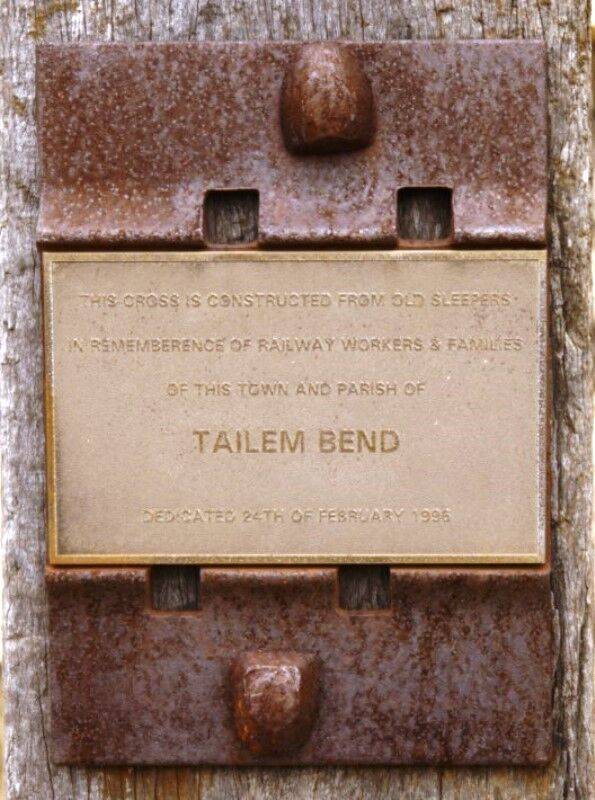 THIS CROSS IS CONSTRUCTED FROM OLD SLEEPERS
IN REMEMBERENCE OF RAILWAY WORKERS & FAMILIES
OF THIS TOWN AND PARISH OF
TAILEM BEND
DEDICATED 24TH OF FEBRUARY 1996